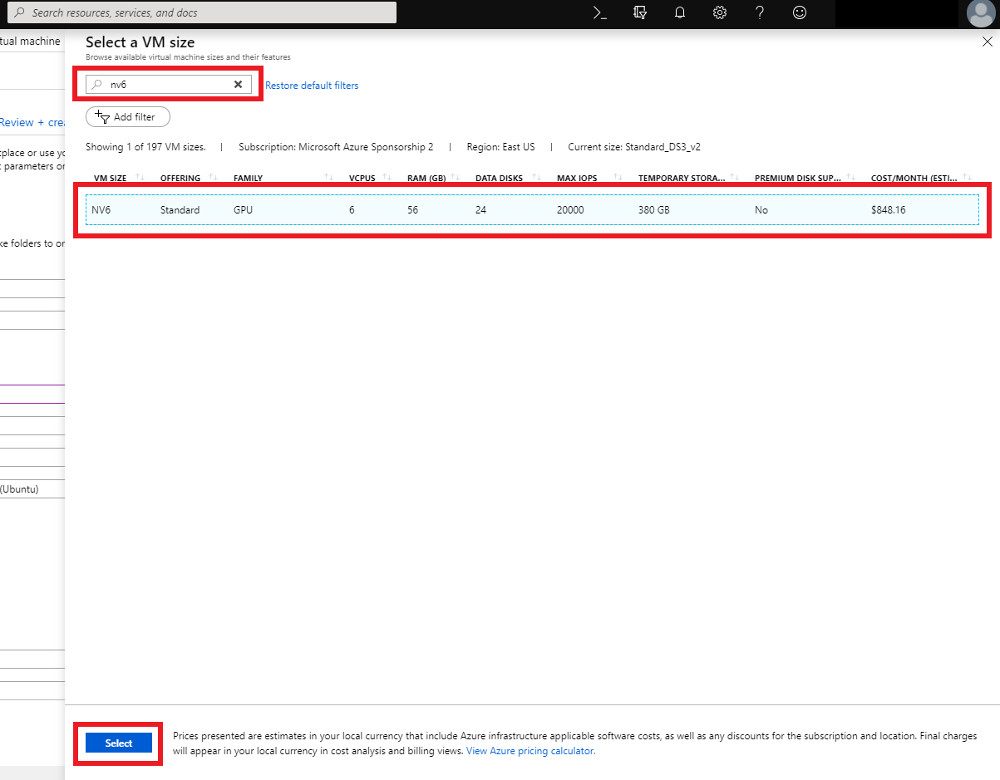 Search resources, services, and docs
tual machine
Select a VM size
Browse available virtual machine sizes and their features
nv6
Restore default filters
Add filter
Review + crea
Showing 1 of 197 VM sizes. | Subscription: Microsoft Azure Sponsorship 2 | Region: East US | Current size: Standard_DS3_v2
tplace or use yo
t parameters or
VM SIZE OFFERING FAMILY VCPUS RAM (GB) DATA DISKS MAX IOPS TEMPORARY STORA... PREMIUM DISK SUP... COST/MONTH (ESTI...
NV6 Standard GPU 6 56 24 20000 380 GB No $848.16
ke folders to or
(Ubuntu)
Select
Prices presented are estimates in your local currency that include Azure infrastructure applicable software costs, as well as any discounts for the subscription and location. Final charges
will appear in your local currency in cost analysis and billing views. View Azure pricing calculator.